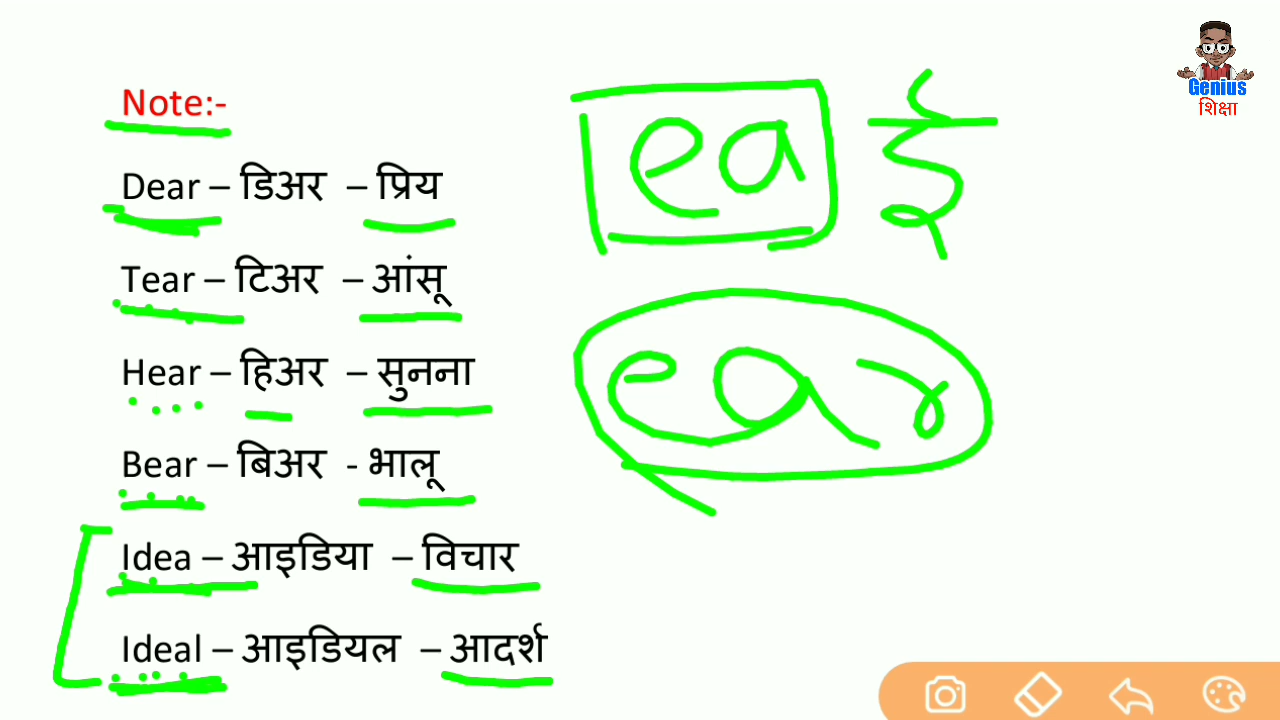 Note:-
Dear – डिअर – प्रिय
Tear – टिअर – आंसू
Hear – हिअर – सुनना
Bear – बिअर - भालू
Idea – आइडिया – विचार
Ideal – आइडियल – आदर्श
ea ई
ear
Genius
शिक्षा